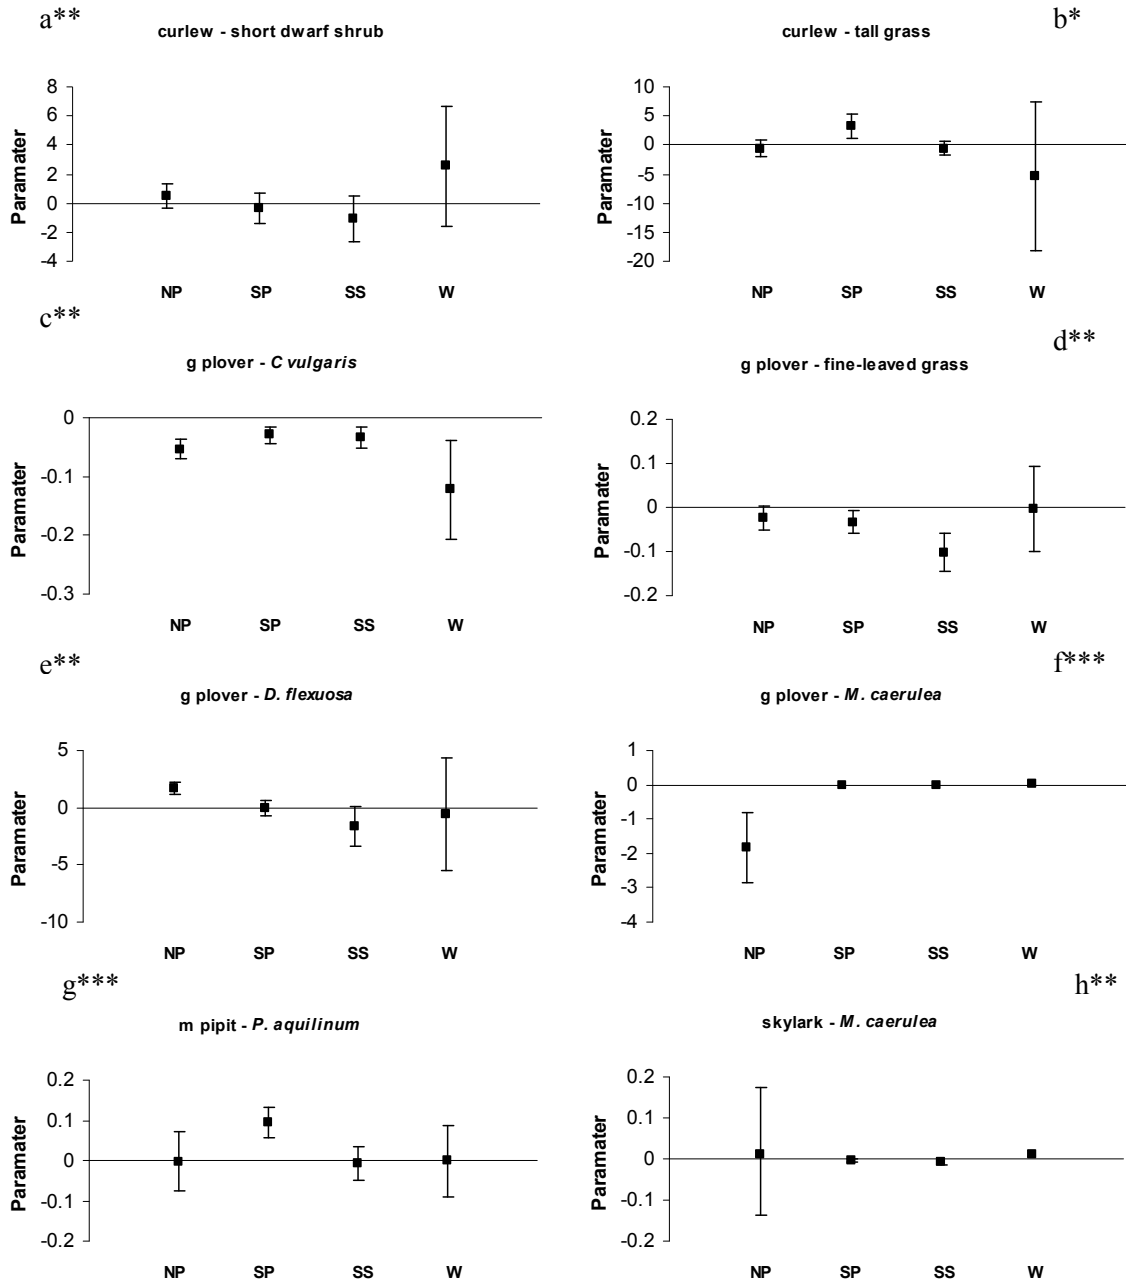 a**
curlew - short dwarf shrub
Paramater
8
6
4
2
0
-2
-4
NP SP SS W
b*
curlew - tall grass
Paramater
10
5
0
-5
-10
-15
-20
NP SP SS W
c**
g plover - C vulgaris
Paramater
0
-0.1
-0.2
-0.3
NP SP SS W
d**
g plover - fine-leaved grass
Paramater
0.2
0.1
0
-0.1
-0.2
NP SP SS W
e**
g plover - D. flexuosa
Paramater
5
0
-5
-10
NP SP SS W
f***
g plover - M. caerulea
Paramater
1
0
-1
-2
-3
-4
NP SP SS W
g***
m pipit - P. aquilinum
Paramater
0.2
0.1
0
-0.1
-0.2
NP SP SS W
h**
skylark - M. caerulea
Paramater
0.2
0.1
0
-0.1
-0.2
NP SP SS W